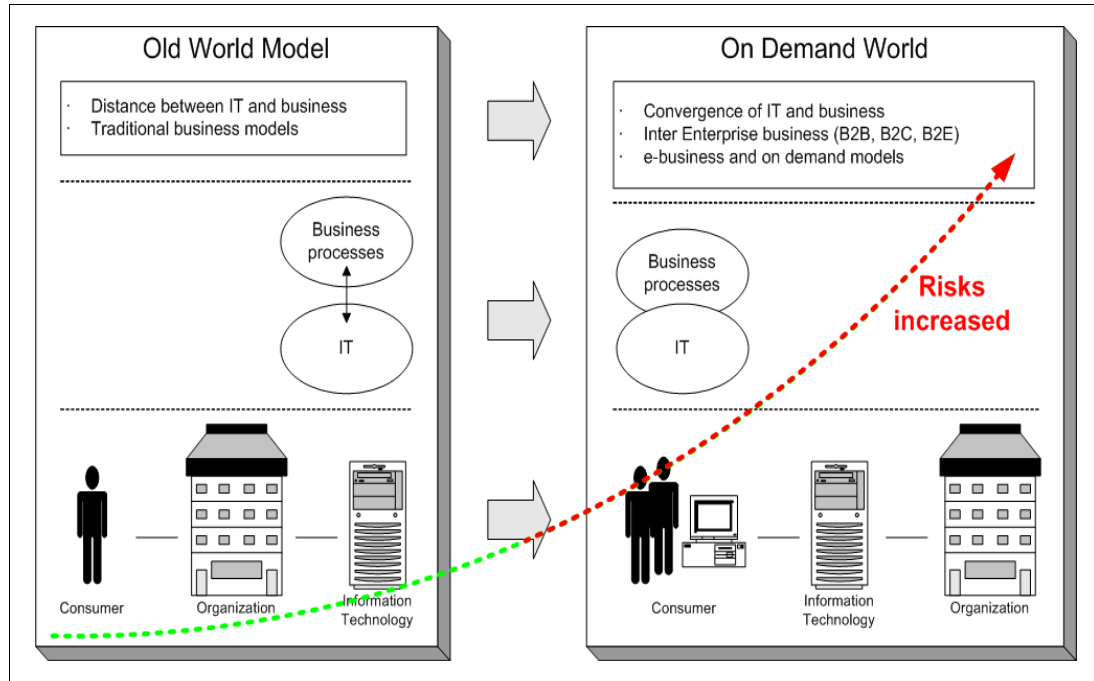 Old World Model
· Distance between IT and business
· Traditional business models
Business
processes
IT
Consumer
Organization
Information
Technology
On Demand World
· Convergence of IT and business
· Inter Enterprise business (B2B, B2C, B2E)
· e-business and on demand models
Business
processes
IT
Risks
increased
Consumer
Information
Technology
Organization